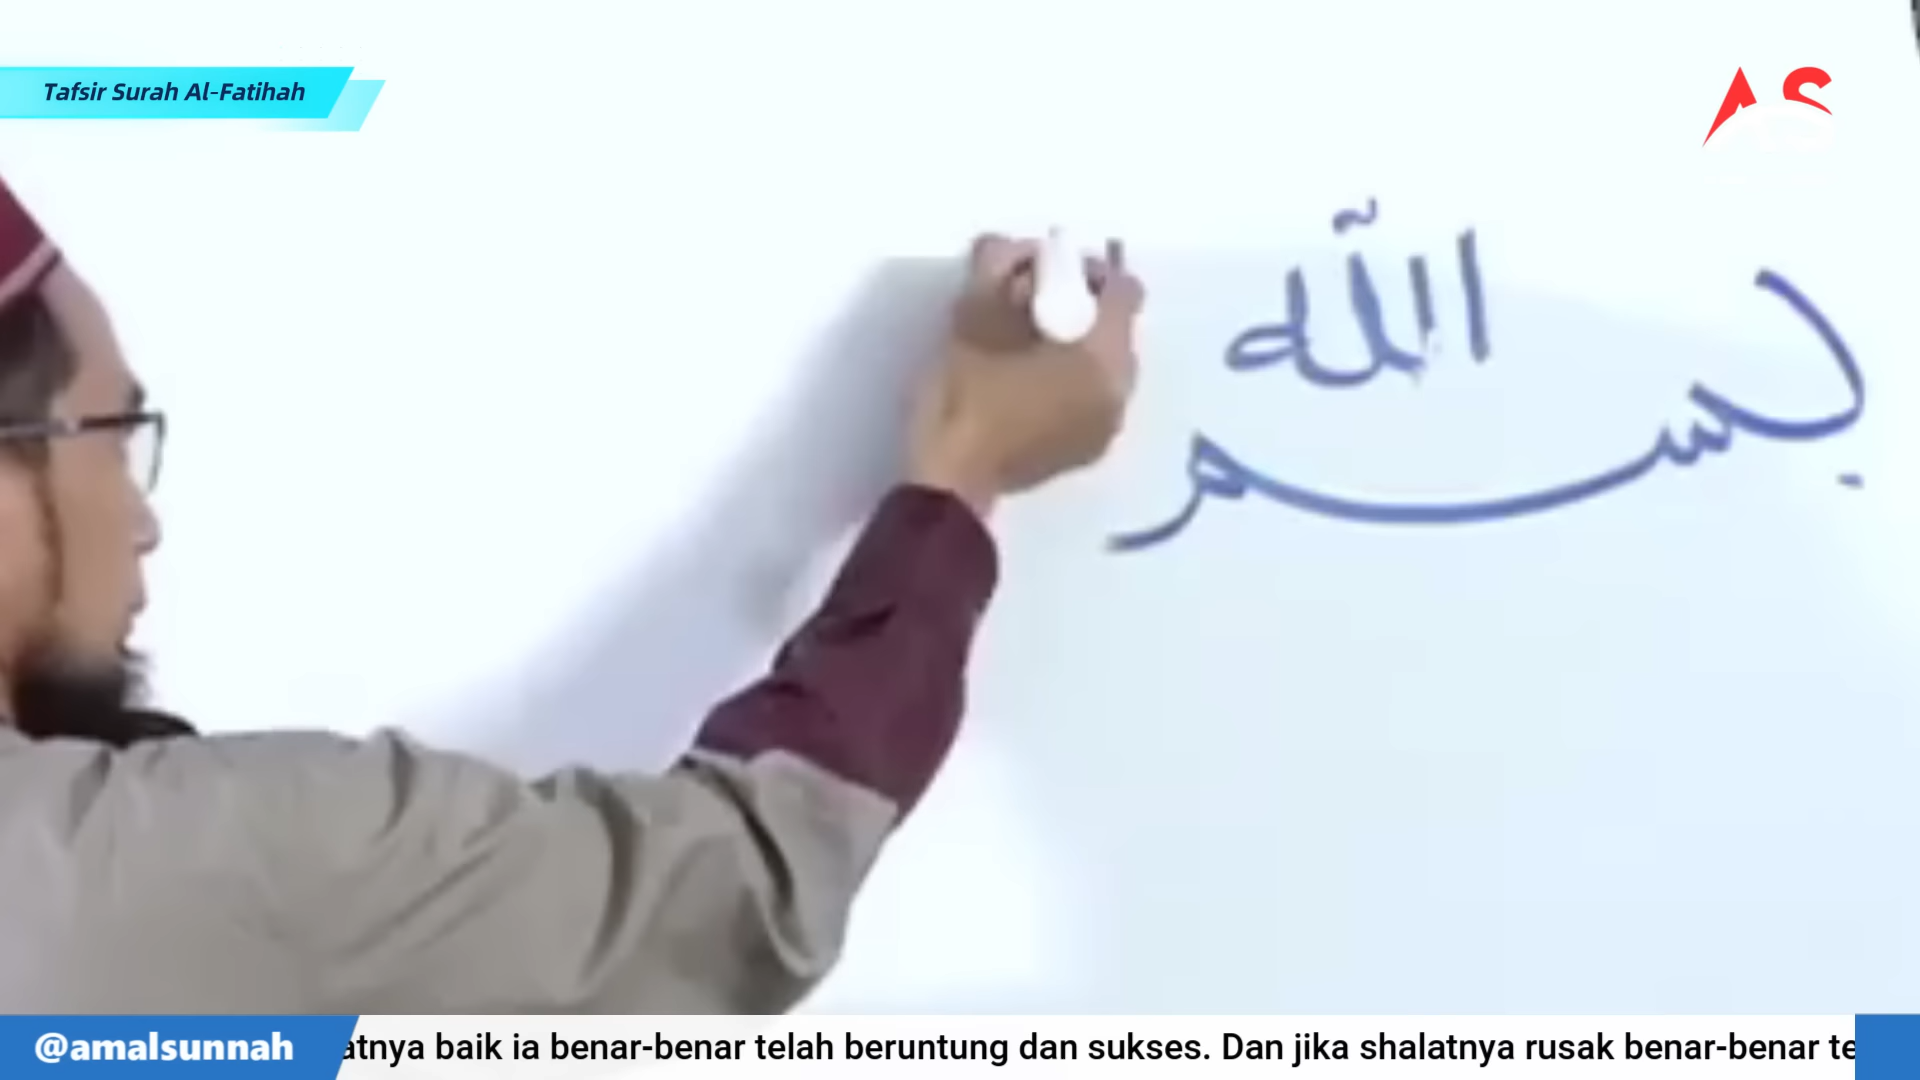 Tafsir Surah Al-Fatihah
AS
الله
بسم
@amalsunnah
atnya baik ia benar-benar telah beruntung dan sukses. Dan jika shalatnya rusak benar-benar te